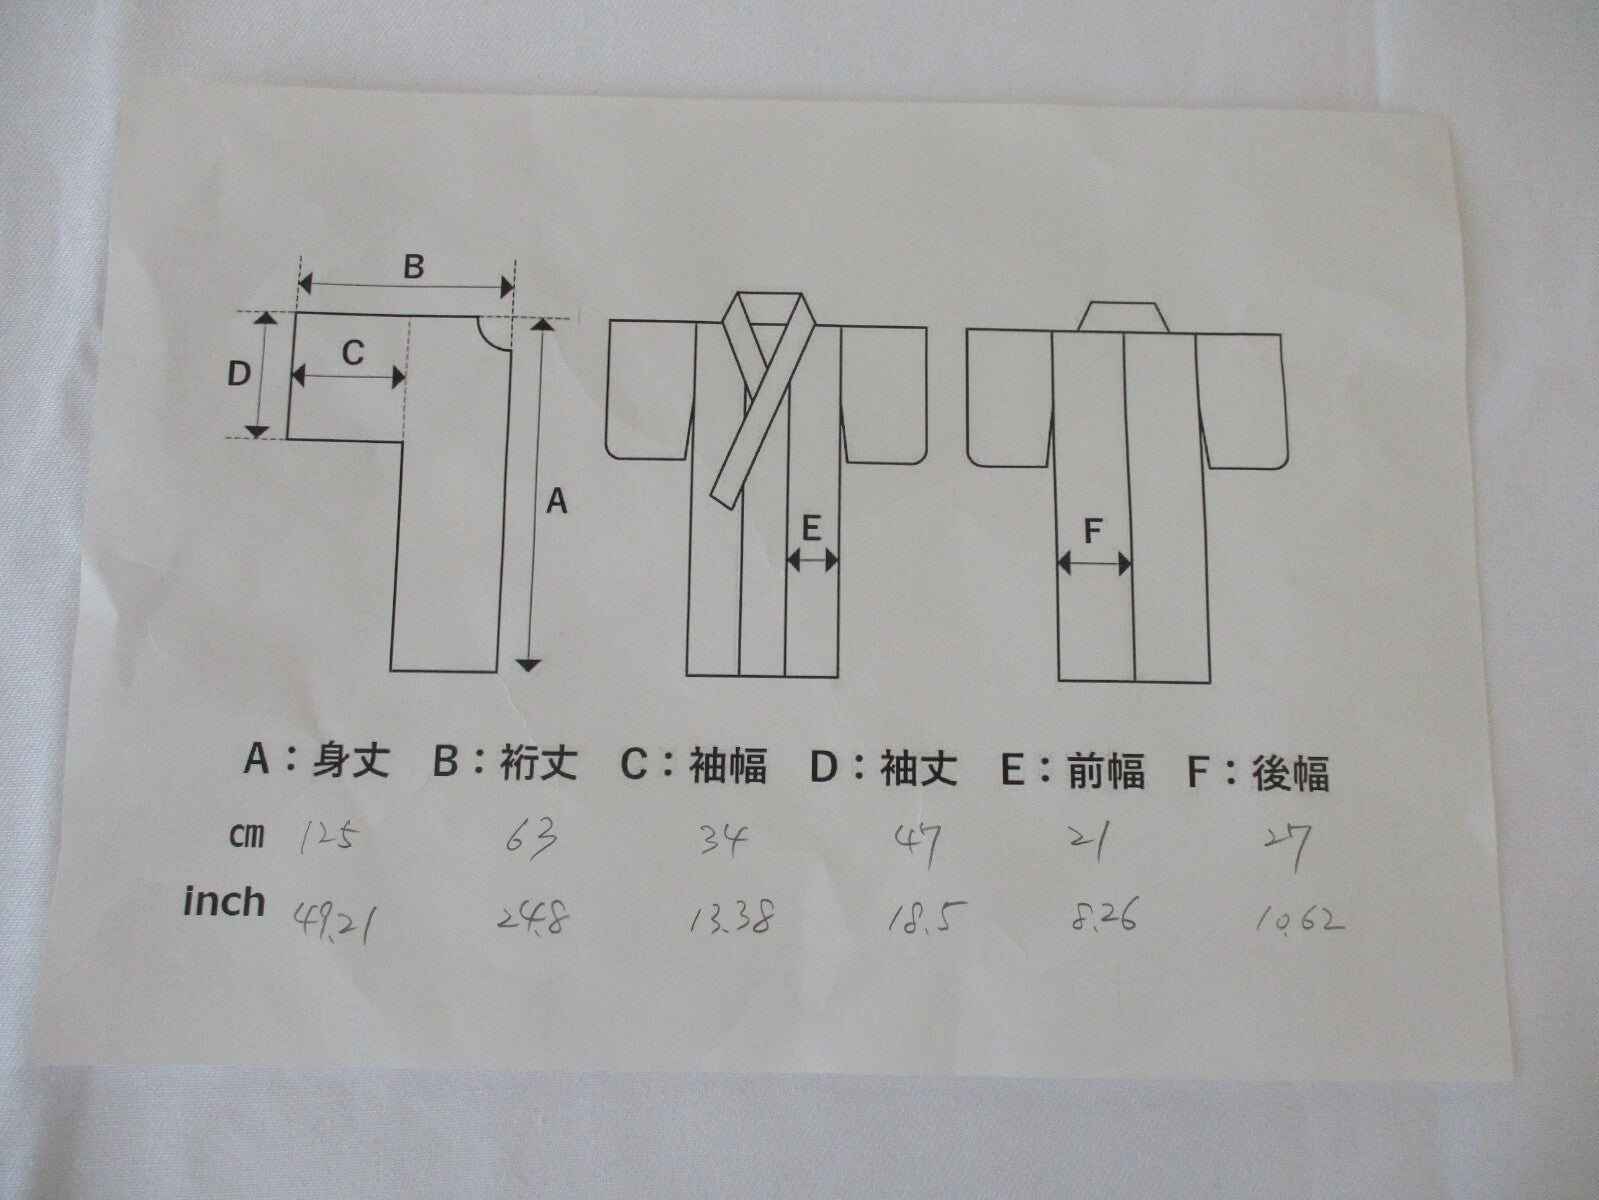 B
D
C
A
E
F
A：身丈 B：裄丈 C：袖幅 D：袖丈 E：前幅 F：後幅
cm 125 63 34 47 21 27
inch 49.21 24.8 13.38 18.5 8.26 10.62